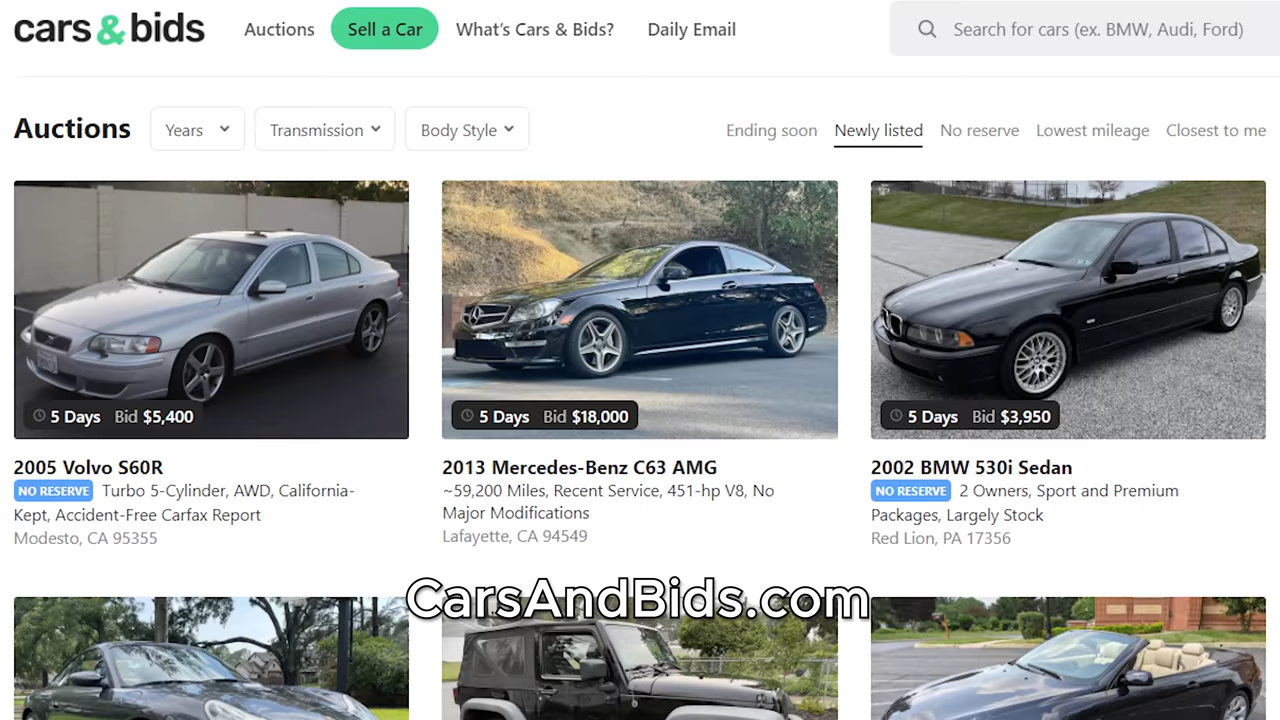 cars & bids
Auctions
Sell a Car
What's Cars & Bids?
Daily Email
Search for cars (ex. BMW, Audi, Ford)
Auctions
Years
Transmission
Body Style
Ending soon
Newly listed
No reserve
Lowest mileage
Closest to me
5 Days Bid $5,400
2005 Volvo S60R
NO RESERVE Turbo 5-Cylinder, AWD, California-
Kept, Accident-Free Carfax Report
Modesto, CA 95355
5 Days Bid $18,000
2013 Mercedes-Benz C63 AMG
~59,200 Miles, Recent Service, 451-hp V8, No
Major Modifications
Lafayette, CA 94549
5 Days Bid $3,950
2002 BMW 530i Sedan
NO RESERVE 2 Owners, Sport and Premium
Packages, Largely Stock
Red Lion, PA 17356
CarsAndBids.com